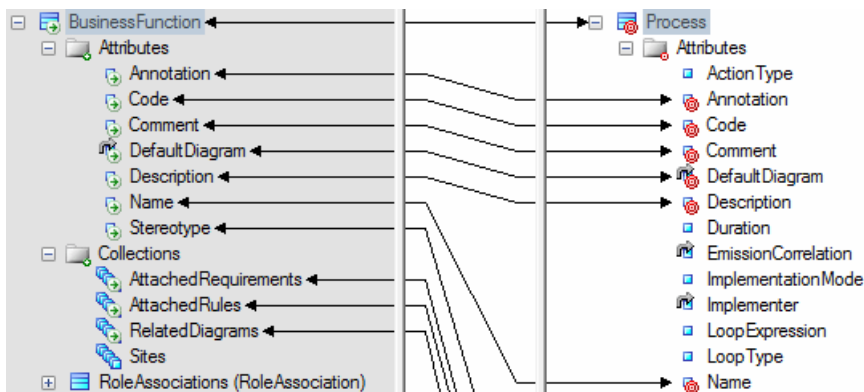 BusinessFunction
Attributes
Annotation
Code
Comment
DefaultDiagram
Description
Name
Stereotype
Collections
AttachedRequirements
AttachedRules
RelatedDiagrams
Sites
RoleAssociations (RoleAssociation)
Process
Attributes
ActionType
Annotation
Code
Comment
DefaultDiagram
Description
Duration
EmissionCorrelation
ImplementationMode
Implementer
LoopExpression
LoopType
Name